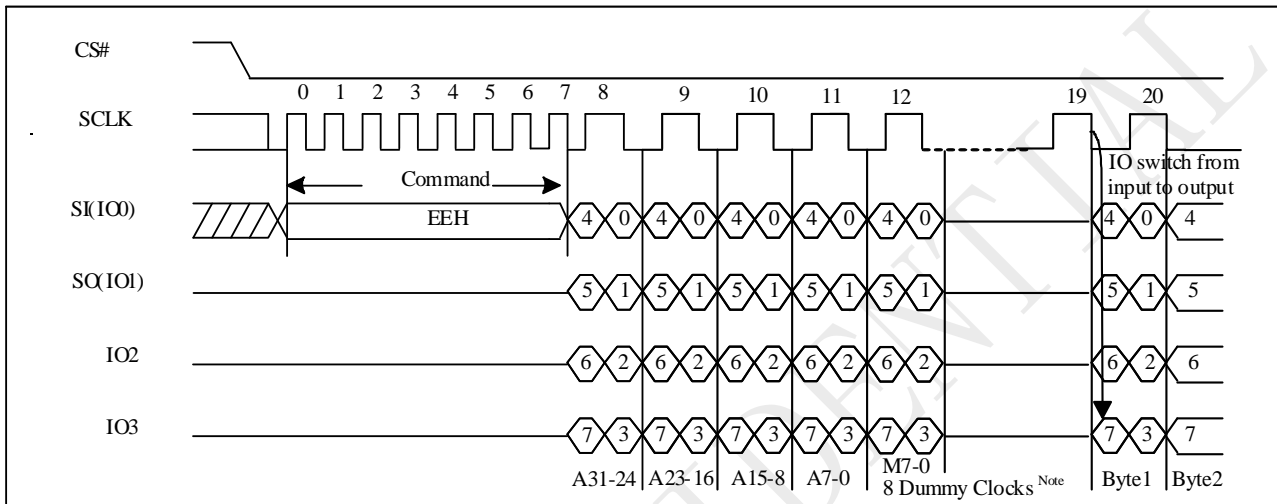 CS#
0 1 2 3 4 5 6 7 8 9 10 11 12 19 20
SCLK
IO switch from
input to output
Command
SI(IO0) EEH 4 0 4 0 4 0 4 0 4 0 4 0 4
SO(IO1) 5 1 5 1 5 1 5 1 5 1 5 1 5
IO2 6 2 6 2 6 2 6 2 6 2 6 2 6
IO3 7 3 7 3 7 3 7 3 7 3 7 3 7
A31-24 A23-16 A15-8 A7-0 M7-0 Byte1 Byte2
8 Dummy Clocks Note
DENTIAL